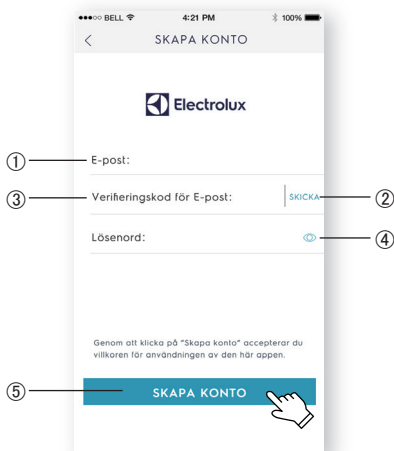 ●●●○○ BELL 4:21 PM 100%
< SKAPA KONTO
Electrolux
① E-post:
③ Verifieringskod för E-post: SKICKA ②
Lösenord: ④
Genom att klicka på "Skapa konto" accepterar du
villkoren för användningen av den här appen.
⑤ SKAPA KONTO